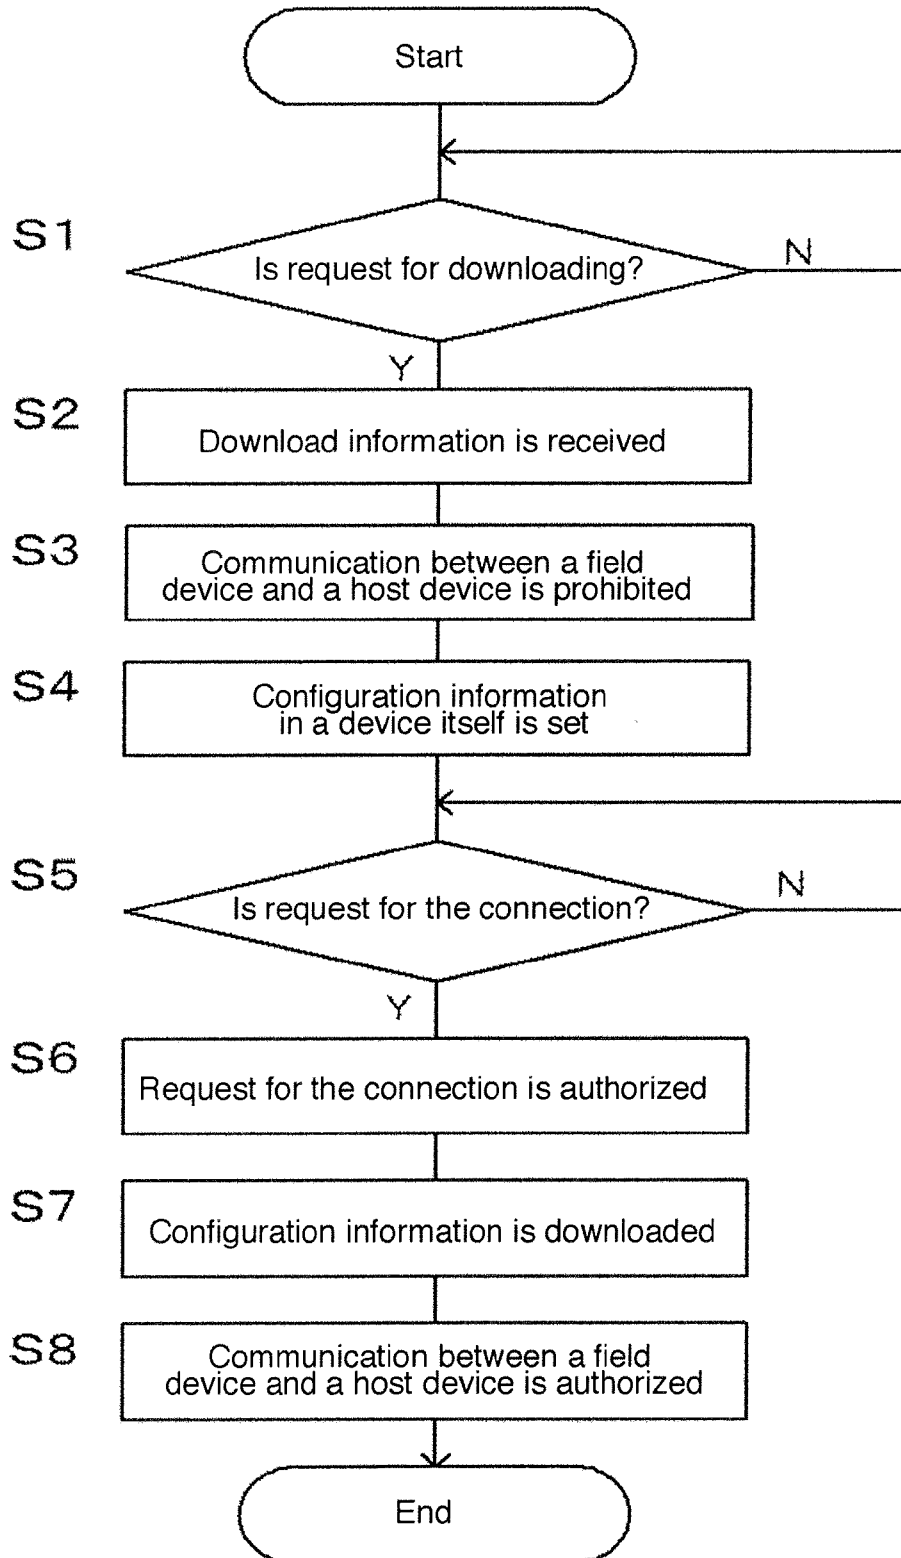 Start
S1
Is request for downloading?
N
Y
S2
Download information is received
S3
Communication between a field
device and a host device is prohibited
S4
Configuration information
in a device itself is set
S5
Is request for the connection?
N
Y
S6
Request for the connection is authorized
S7
Configuration information is downloaded
S8
Communication between a field
device and a host device is authorized
End